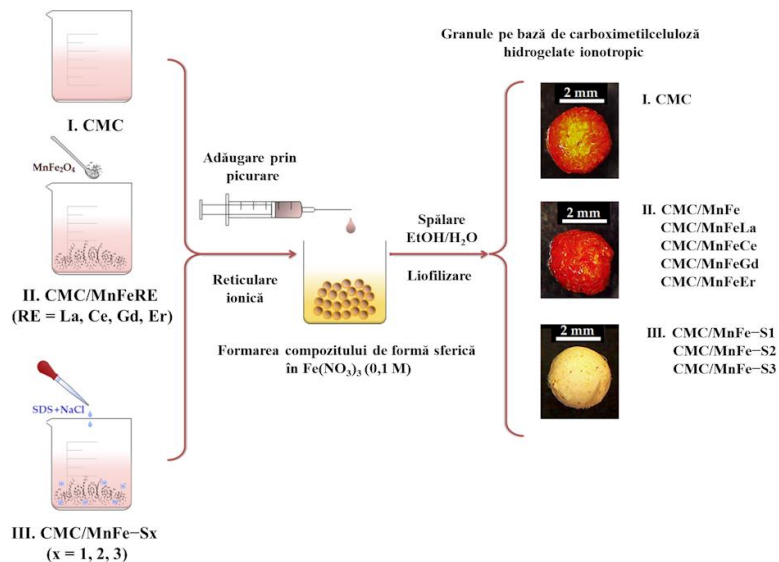 I. CMC
MnFe₂O₄
II. CMC/MnFeRE
(RE = La, Ce, Gd, Er)
SDS+NaCl
III. CMC/MnFe−Sx
(x = 1, 2, 3)
Adăugare prin
picurare
Reticulare
ionică
Formarea compozitului de formă sferică
în Fe(NO₃)₃ (0,1 M)
Spălare
EtOH/H₂O
Liofilizare
Granule pe bază de carboximetilceluloză
hidrogelate ionotropic
2 mm
I. CMC
2 mm
II. CMC/MnFe
CMC/MnFeLa
CMC/MnFeCe
CMC/MnFeGd
CMC/MnFeEr
2 mm
III. CMC/MnFe−S1
CMC/MnFe−S2
CMC/MnFe−S3